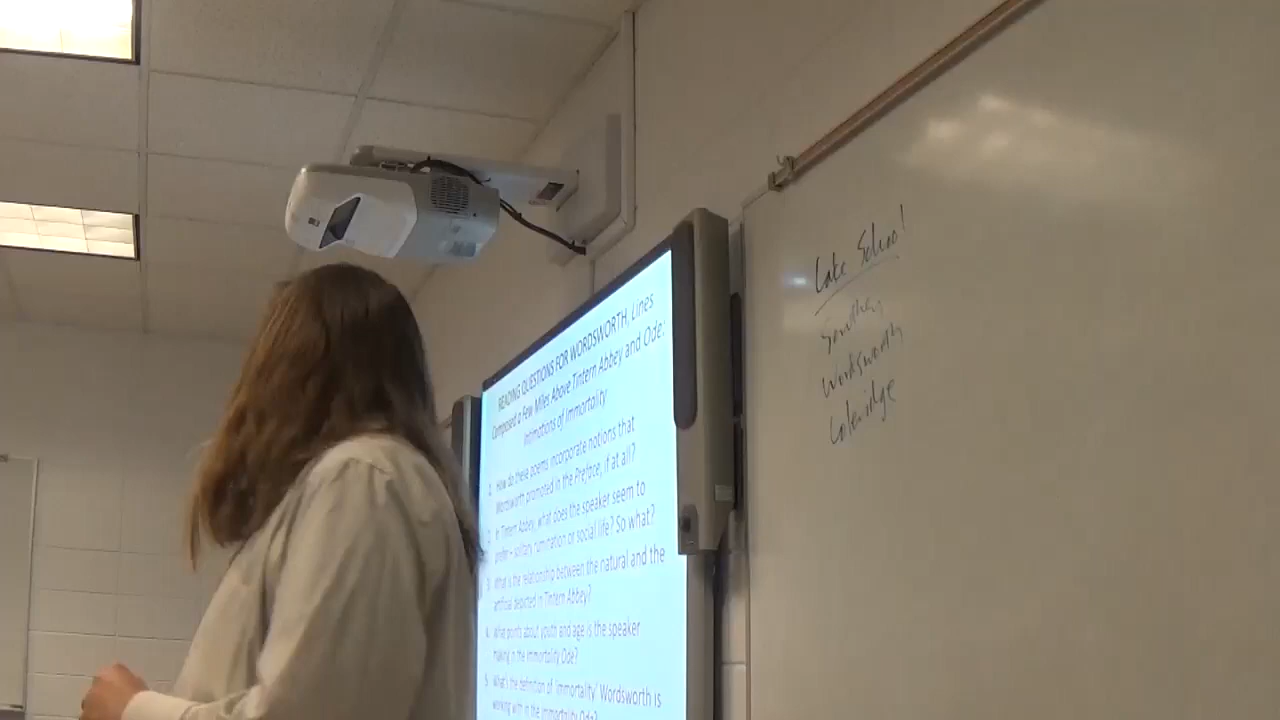 READING QUESTIONS FOR WORDSWORTH, Lines
Composed a Few Miles Above Tintern Abbey and Ode:
Intimations of Immortality
1. How do these poems incorporate notions that
Wordsworth promoted in the Preface, if at all?
2. In Tintern Abbey, what does the speaker seem to
prefer – solitary rumination or social life? So what?
3. What is the relationship between the natural and the
artificial depicted in Tintern Abbey?
4. What points about youth and age is the speaker
making in the Immortality Ode?
5. What's the definition of 'immortality' Wordsworth is
working with in the Immortality Ode?
Lake School
Southey
Wordsworth
Coleridge